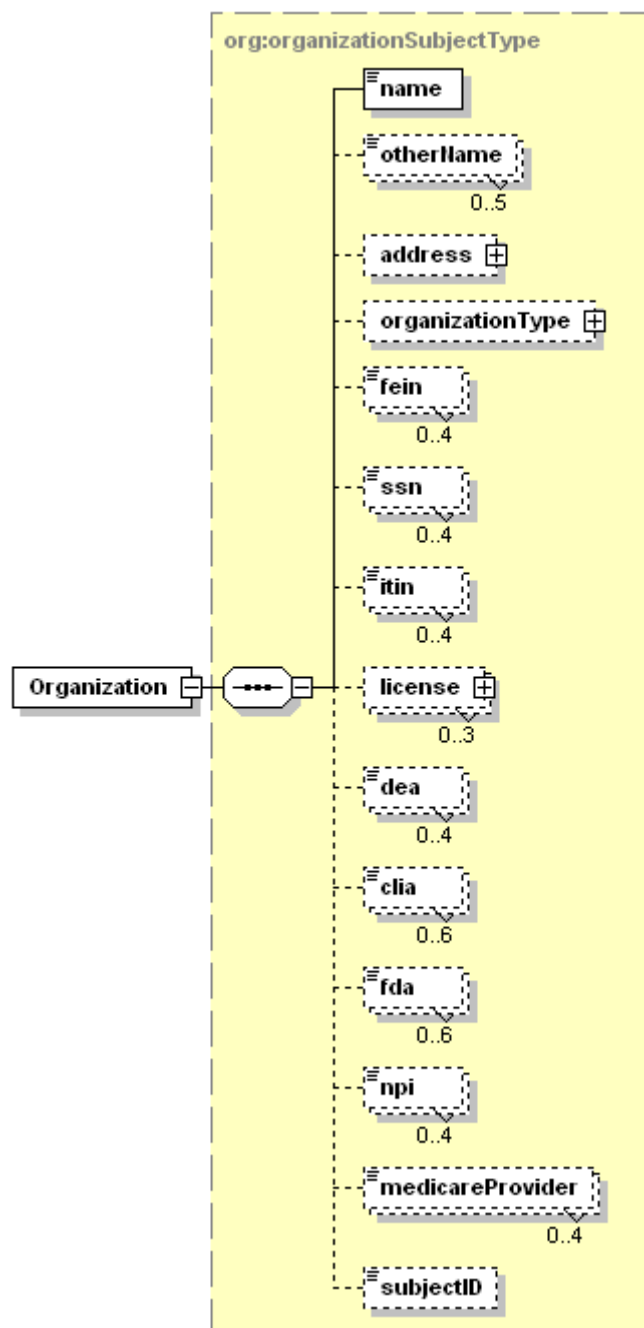 org:organizationSubjectType
name
otherName
0..5
address
organizationType
fein
0..4
ssn
0..4
itin
0..4
Organization
license
0..3
dea
0..4
clia
0..6
fda
0..6
npi
0..4
medicareProvider
0..4
subjectID